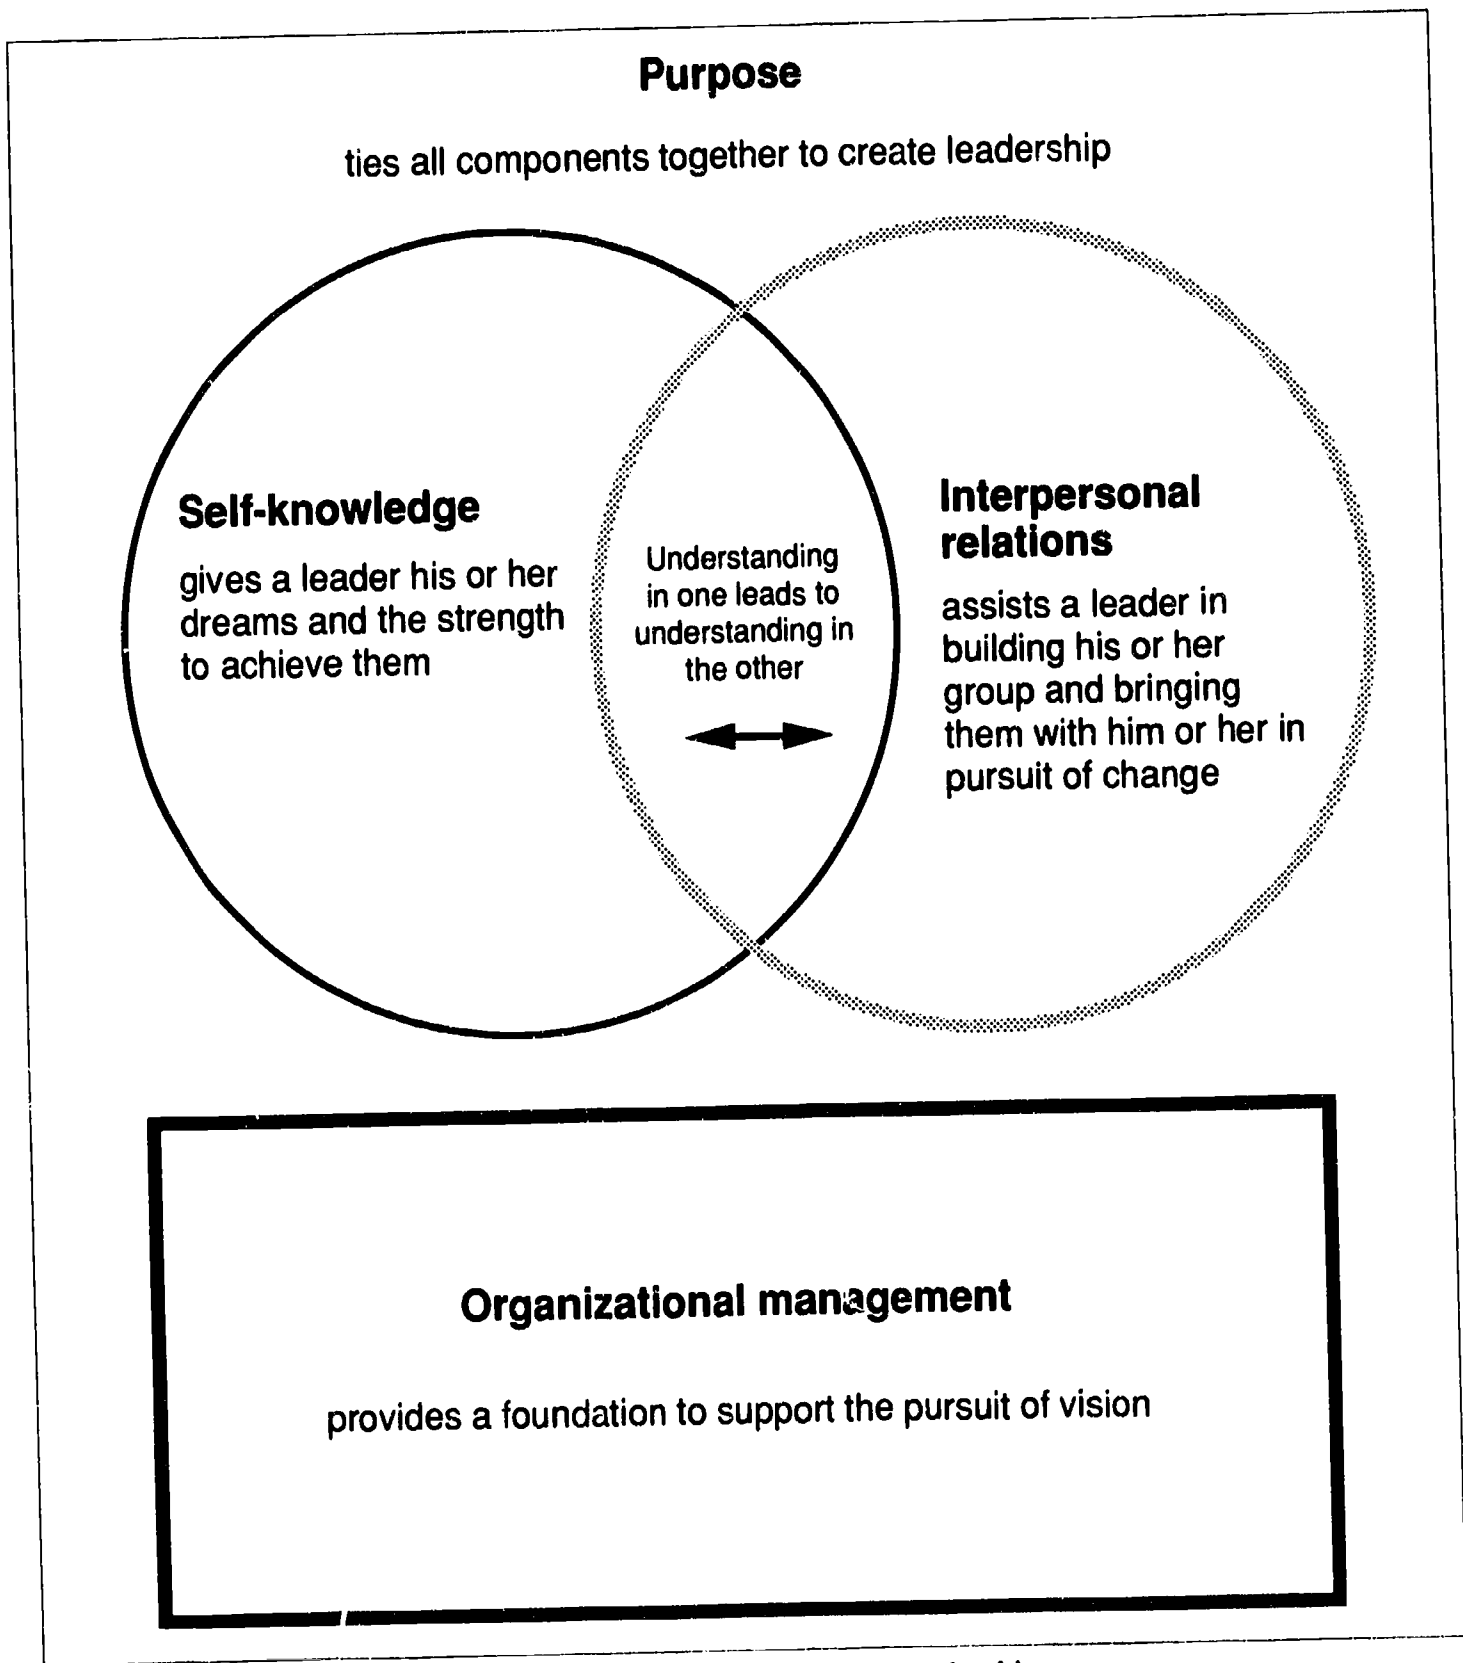 Purpose
ties all components together to create leadership
Self-knowledge
gives a leader his or her
dreams and the strength
to achieve them
Understanding
in one leads to
understanding in
the other
Interpersonal
relations
assists a leader in
building his or her
group and bringing
them with him or her in
pursuit of change
Organizational management
provides a foundation to support the pursuit of vision